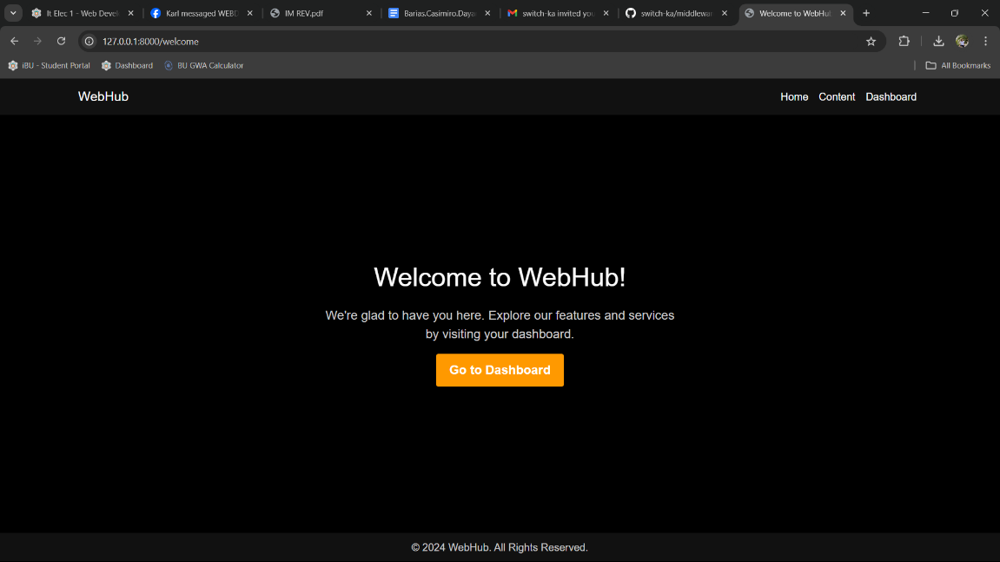 It Elec 1 - Web Devel
Karl messaged WEBD
IM REV.pdf
Barias.Casimiro.Daya
switch-ka invited you
switch-ka/middlewar
Welcome to WebHub
127.0.0.1:8000/welcome
iBU - Student Portal
Dashboard
BU GWA Calculator
All Bookmarks
WebHub
Home Content Dashboard
Welcome to WebHub!
We're glad to have you here. Explore our features and services
by visiting your dashboard.
Go to Dashboard
© 2024 WebHub. All Rights Reserved.